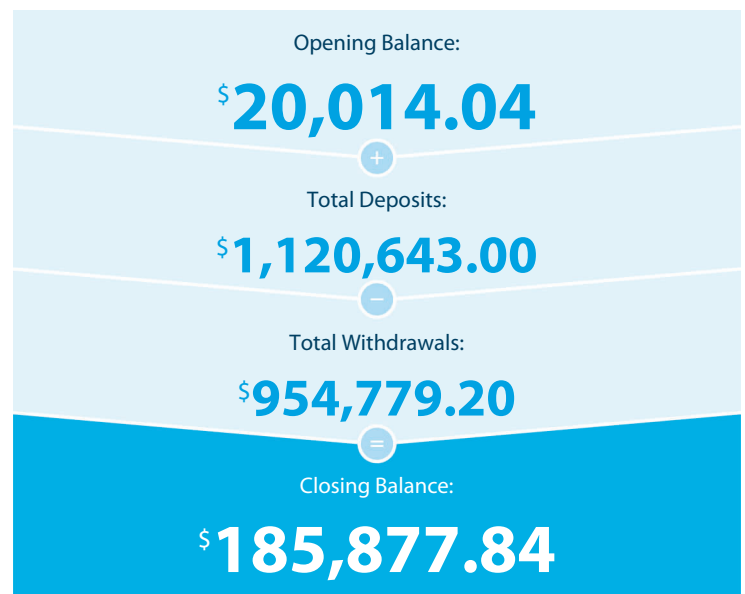 Opening Balance:
$20,014.04
+
Total Deposits:
$1,120,643.00
−
Total Withdrawals:
$954,779.20
=
Closing Balance:
$185,877.84